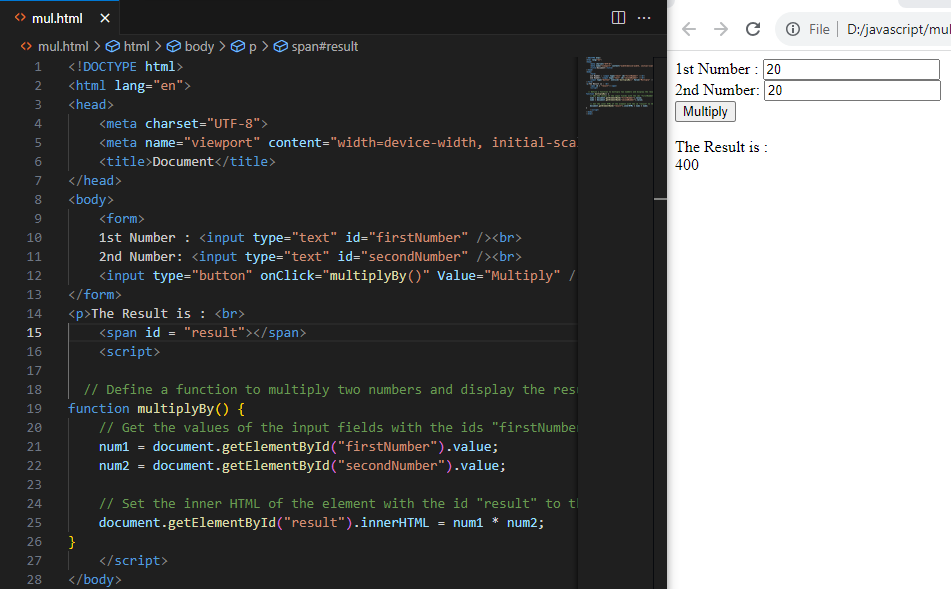 mul.html
mul.html > html > body > p > span#result
1 <!DOCTYPE html>
2 <html lang="en">
3 <head>
4 <meta charset="UTF-8">
5 <meta name="viewport" content="width=device-width, initial-sca
6 <title>Document</title>
7 </head>
8 <body>
9 <form>
10 1st Number : <input type="text" id="firstNumber" /><br>
11 2nd Number: <input type="text" id="secondNumber" /><br>
12 <input type="button" onClick="multiplyBy()" Value="Multiply" /
13 </form>
14 <p>The Result is : <br>
15 <span id = "result"></span>
16 <script>
17
18 // Define a function to multiply two numbers and display the resu
19 function multiplyBy() {
20 // Get the values of the input fields with the ids "firstNumber
21 num1 = document.getElementById("firstNumber").value;
22 num2 = document.getElementById("secondNumber").value;
23
24 // Set the inner HTML of the element with the id "result" to th
25 document.getElementById("result").innerHTML = num1 * num2;
26 }
27 </script>
28 </body>
File D:/javascript/mul
1st Number : 20
2nd Number: 20
Multiply
The Result is :
400